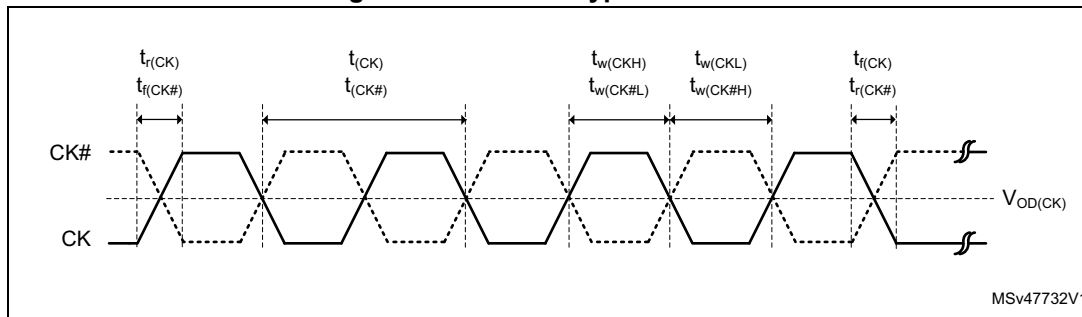 t_r(CK) t_(CK) t_w(CKH) t_w(CKL) t_f(CK)
t_f(CK#) t_(CK#) t_w(CK#L) t_w(CK#H) t_r(CK#)
CK#
V_OD(CK)
CK
MSv47732V1